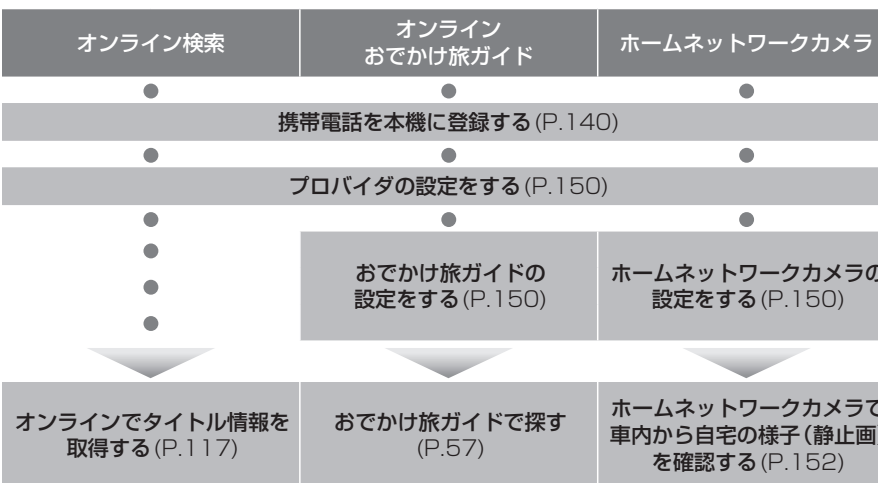 オンライン検索
オンライン
おでかけ旅ガイド
ホームネットワークカメラ
携帯電話を本機に登録する(P.140)
プロバイダの設定をする(P.150)
おでかけ旅ガイドの
設定をする(P.150)
ホームネットワークカメラの
設定をする(P.150)
オンラインでタイトル情報を
取得する(P.117)
おでかけ旅ガイドで探す
(P.57)
ホームネットワークカメラで
車内から自宅の様子(静止画)
を確認する(P.152)